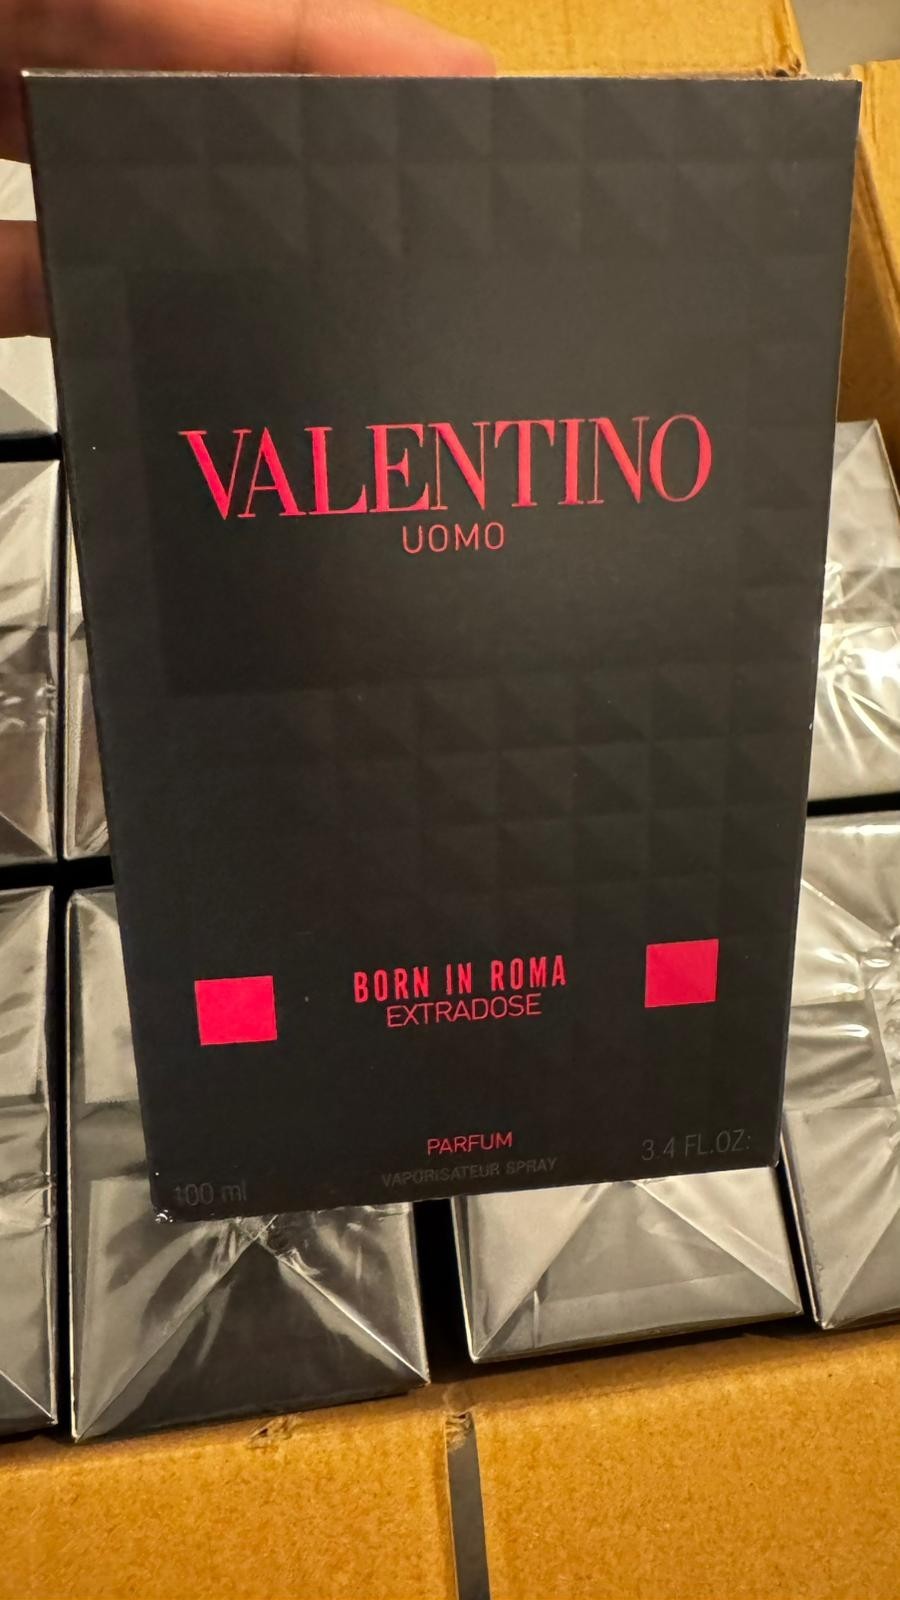 VALENTINO
UOMO
BORN IN ROMA
EXTRADOSE
PARFUM
VAPORISATEUR SPRAY
100 ml
3.4 FL.OZ.